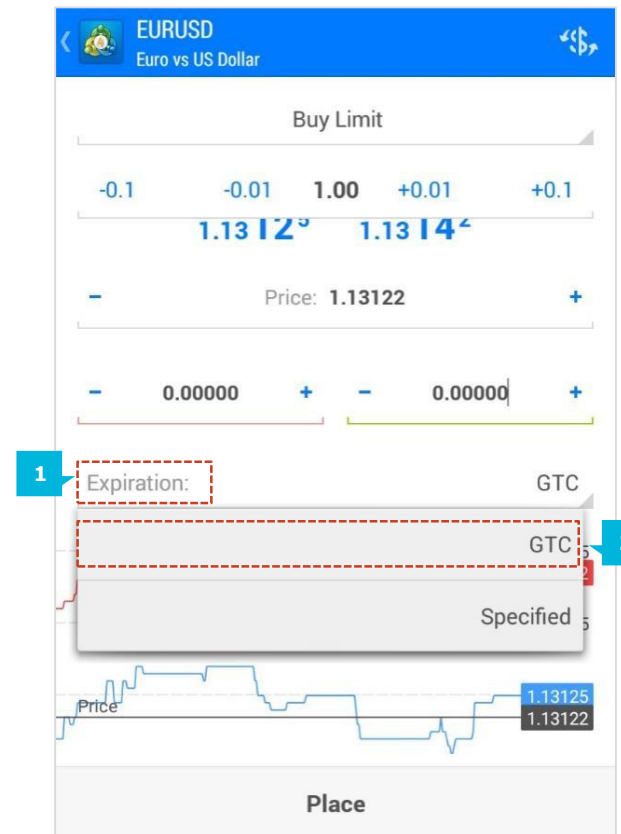 EURUSD
Euro vs US Dollar
Buy Limit
-0.1 -0.01 1.00 +0.01 +0.1
1.13125 1.13142
- Price: 1.13122 +
- 0.00000 + - 0.00000 +
1
Expiration: GTC
GTC
Specified
Price
1.13125
1.13122
Place